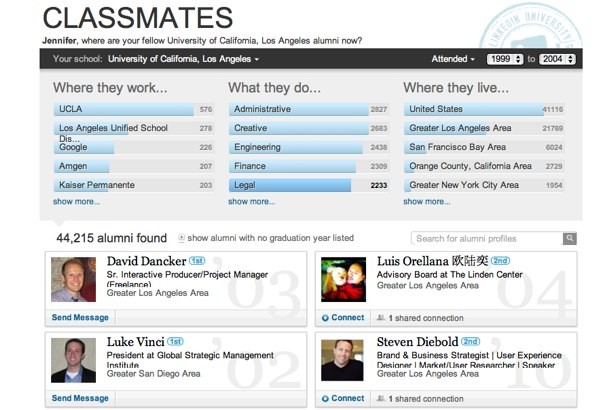 CLASSMATES
LINKEDIN UNIVERSITY
Jennifer, where are your fellow University of California, Los Angeles alumni now?
Your school: University of California, Los Angeles Attended 1999 to 2004
Where they work... What they do... Where they live...
UCLA 576 Administrative 2827 United States 41116
Los Angeles Unified School Dis... 278 Creative 2683 Greater Los Angeles Area 21769
Google 226 Engineering 2438 San Francisco Bay Area 6024
Amgen 207 Finance 2309 Orange County, California Area 2729
Kaiser Permanente 203 Legal 2233 Greater New York City Area 1954
show more... show more... show more...
44,215 alumni found + show alumni with no graduation year listed Search for alumni profiles
David Dancker 1st
Sr. Interactive Producer/Project Manager
(Freelance)
Greater Los Angeles Area
'03
Send Message
Luis Orellana 欧陆奕 2nd
Advisory Board at The Linden Center
Greater Los Angeles Area
'04
Connect 1 shared connection
Luke Vinci 1st
President at Global Strategic Management
Institute
Greater San Diego Area
'02
Send Message
Steven Diebold 2nd
Brand & Business Strategist | User Experience
Designer | Market/User Researcher | Speaker
Greater Los Angeles Area
'10
Connect 1 shared connection